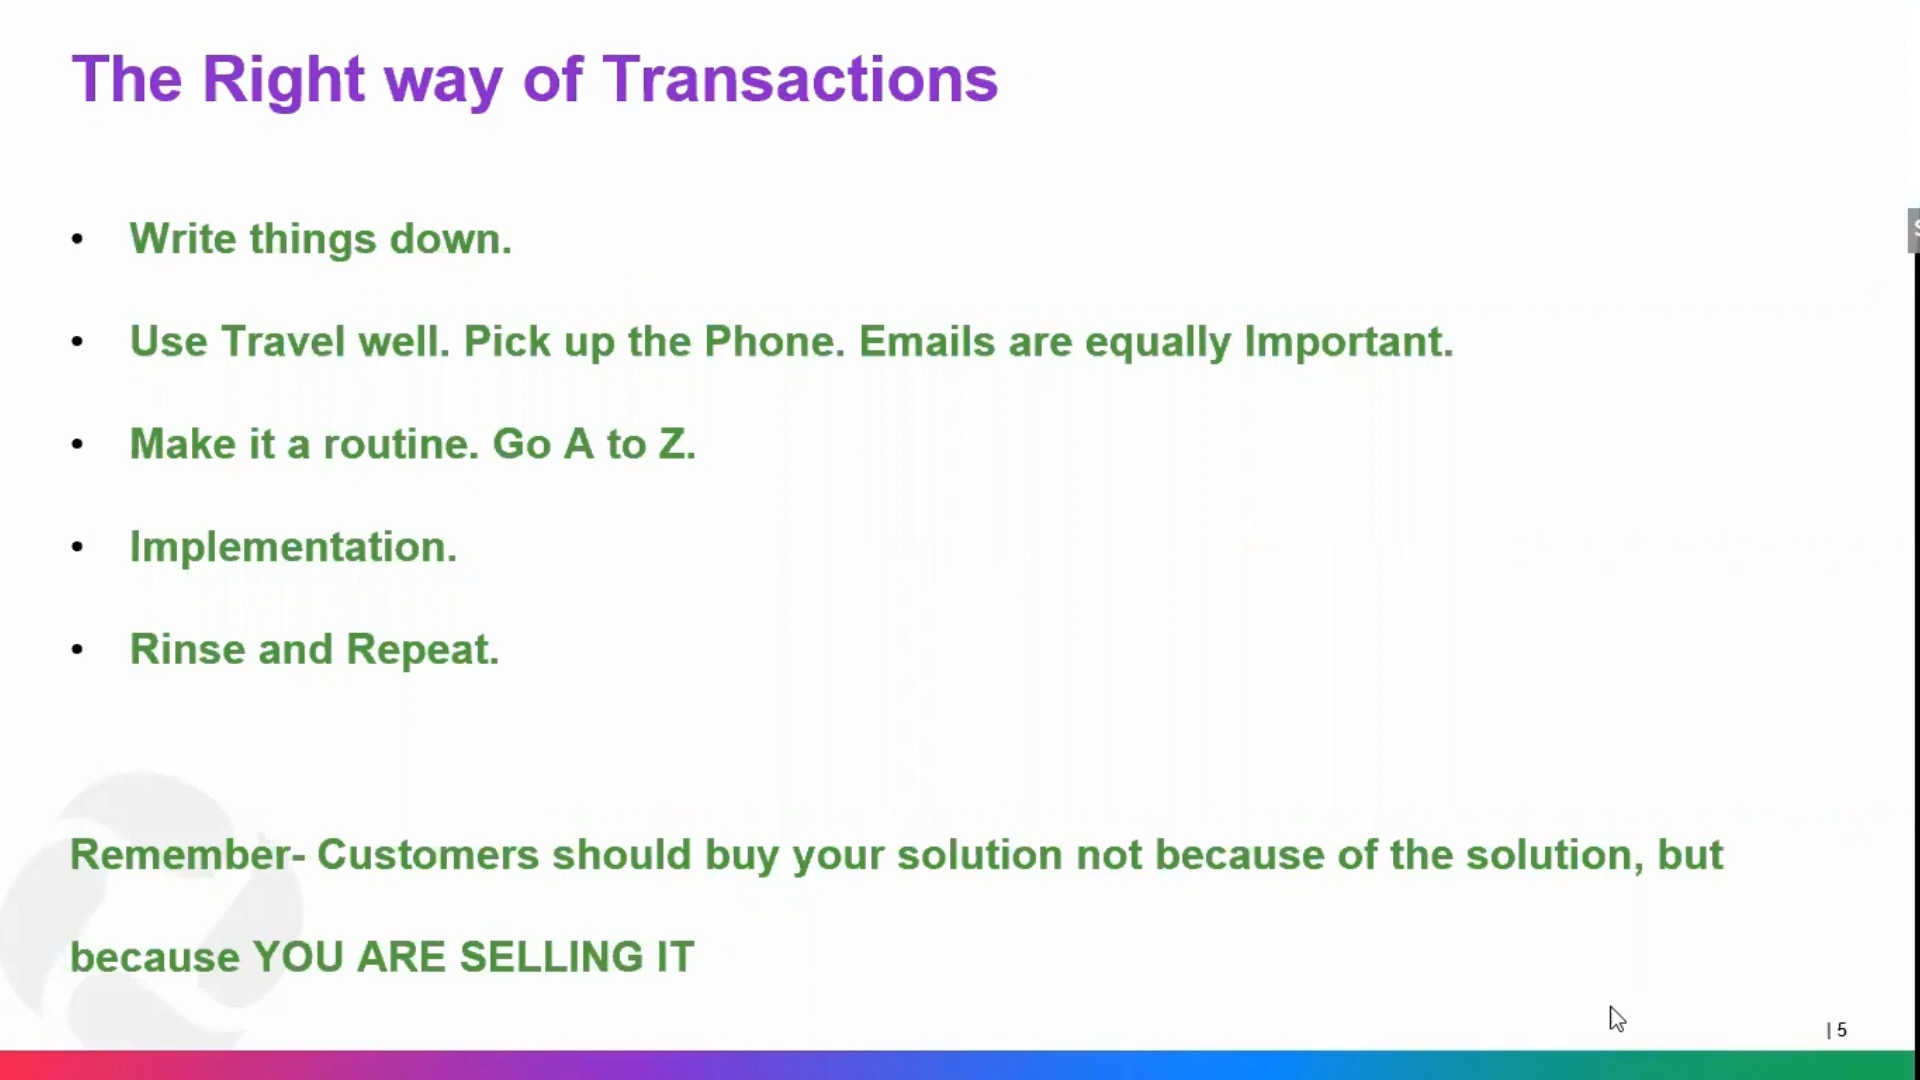 The Right way of Transactions
• Write things down.
• Use Travel well. Pick up the Phone. Emails are equally Important.
• Make it a routine. Go A to Z.
• Implementation.
• Rinse and Repeat.
Remember- Customers should buy your solution not because of the solution, but
because YOU ARE SELLING IT
| 5